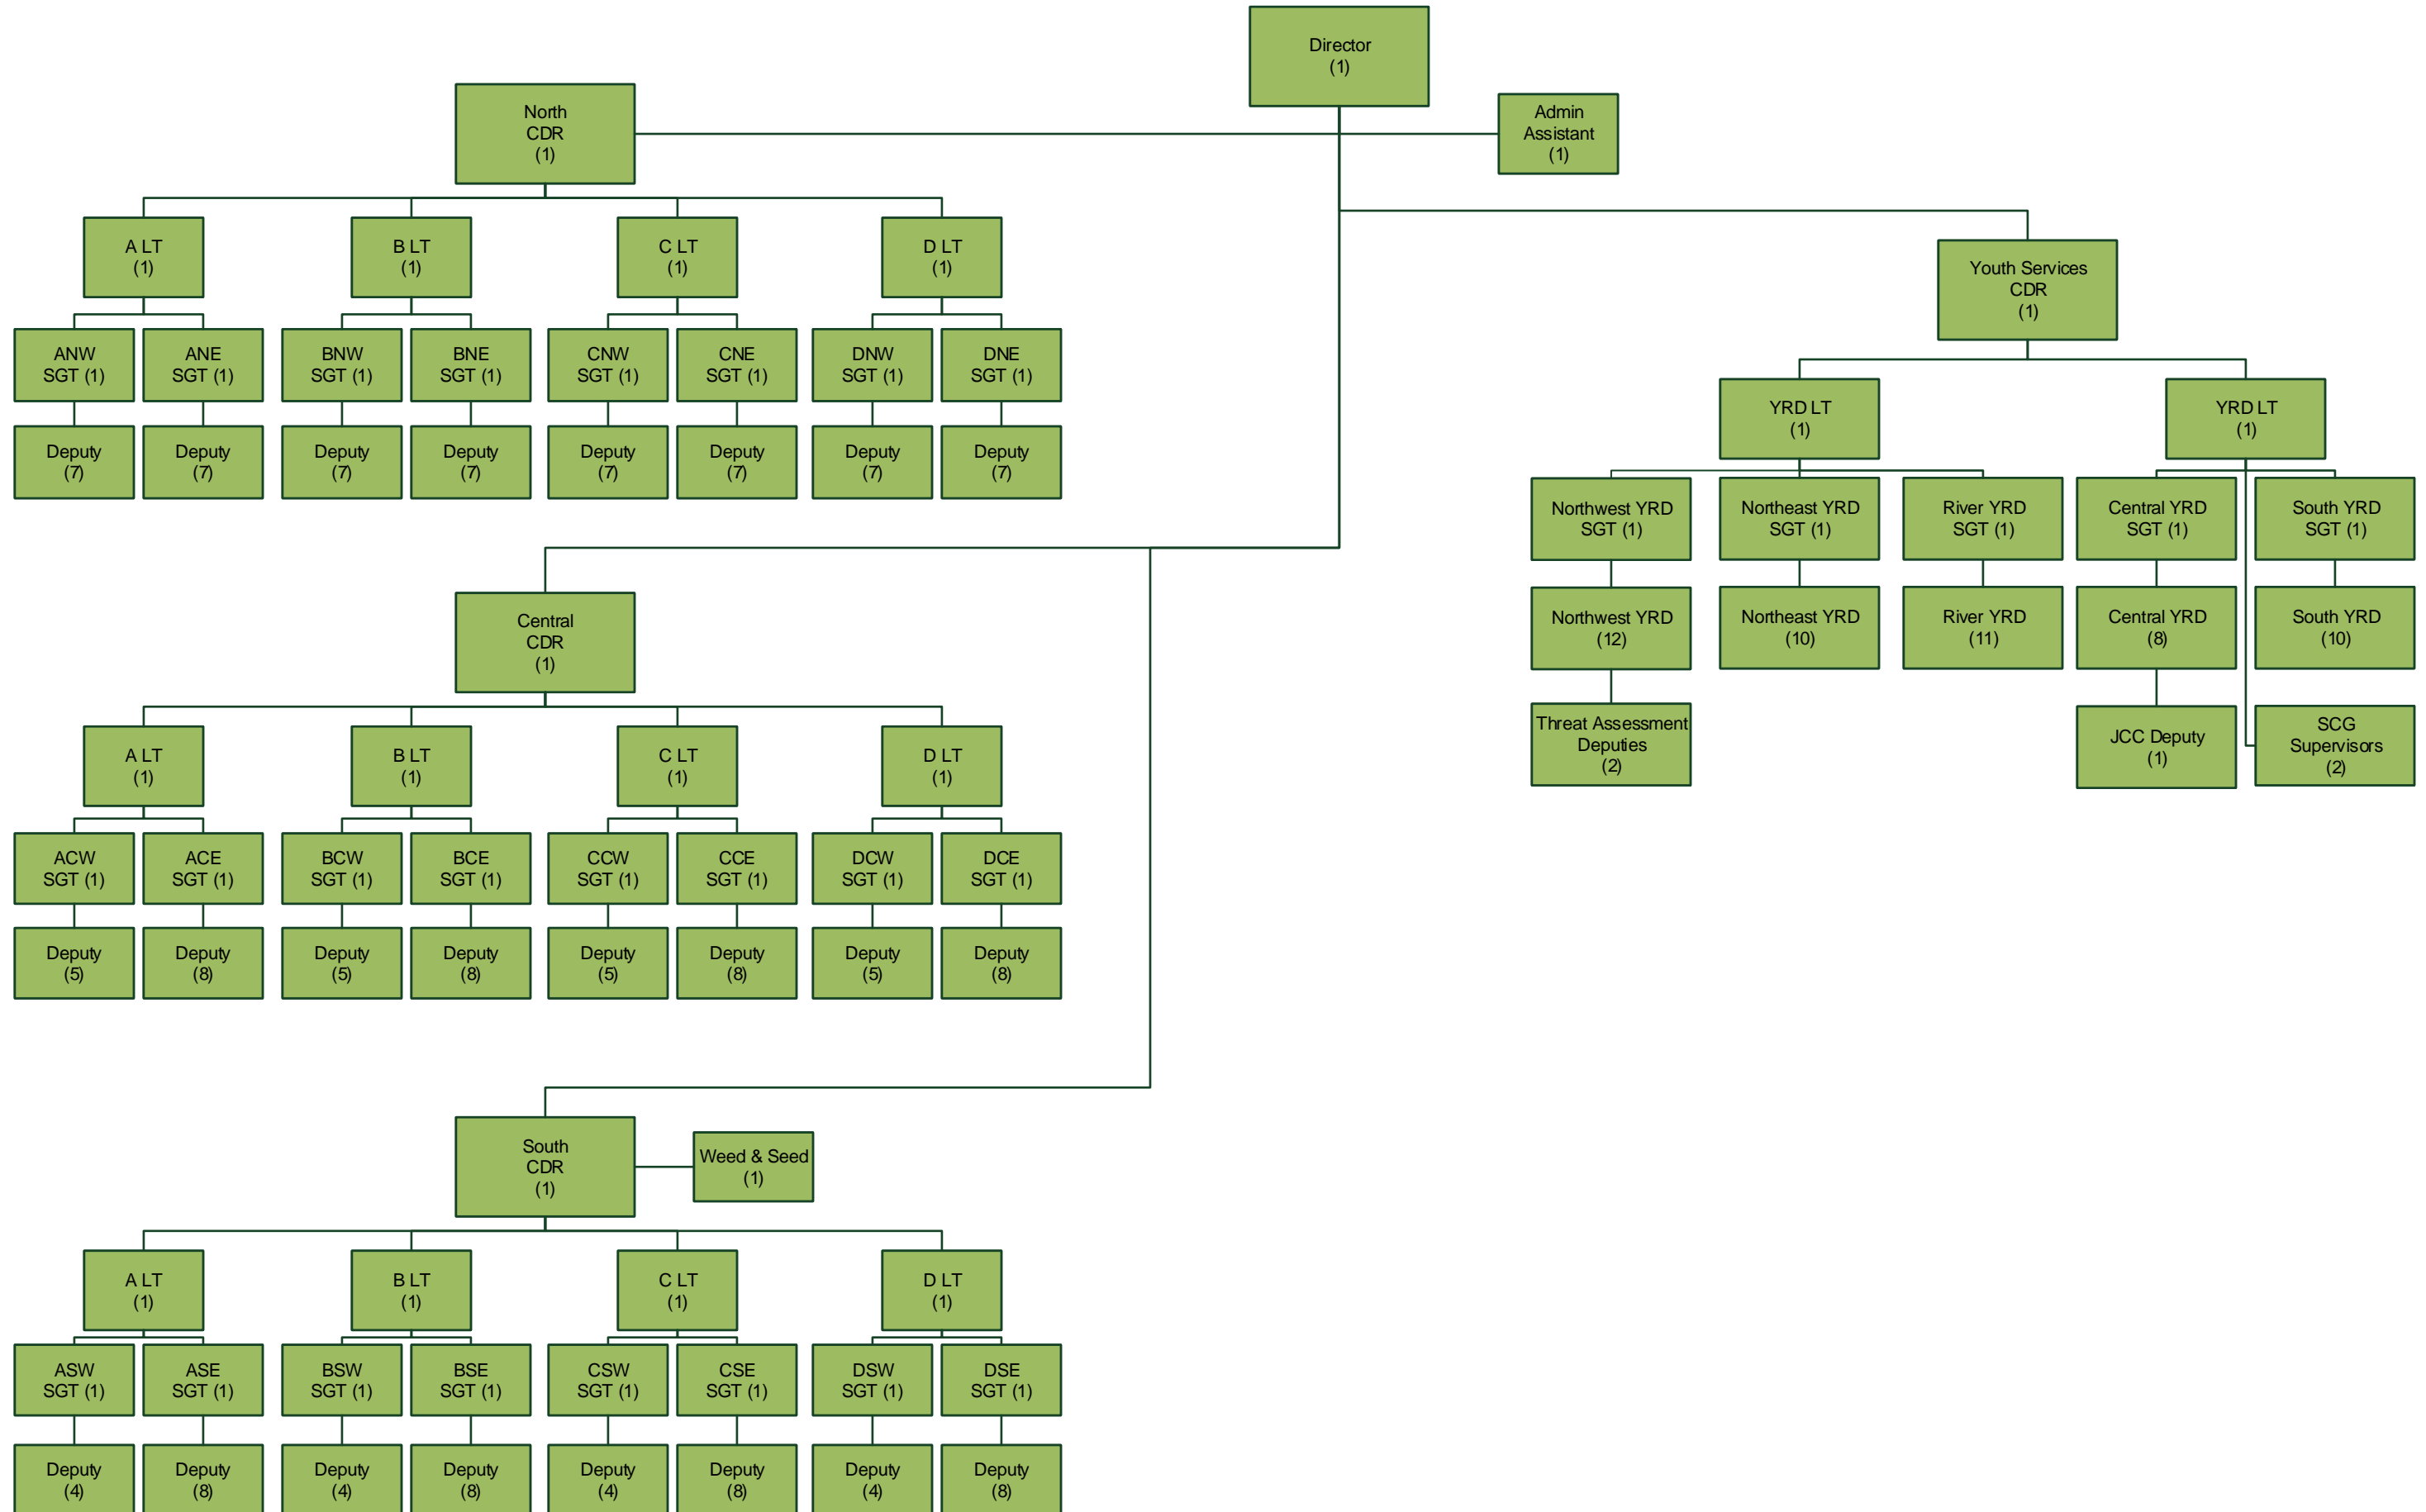 Director
(1)
Admin
Assistant
(1)
North
CDR
(1)
A LT
(1)
B LT
(1)
C LT
(1)
D LT
(1)
ANW
SGT (1)
ANE
SGT (1)
BNW
SGT (1)
BNE
SGT (1)
CNW
SGT (1)
CNE
SGT (1)
DNW
SGT (1)
DNE
SGT (1)
Deputy
(7)
Deputy
(7)
Deputy
(7)
Deputy
(7)
Deputy
(7)
Deputy
(7)
Deputy
(7)
Deputy
(7)
Youth Services
CDR
(1)
YRD LT
(1)
YRD LT
(1)
Northwest YRD
SGT (1)
Northeast YRD
SGT (1)
River YRD
SGT (1)
Central YRD
SGT (1)
South YRD
SGT (1)
Northwest YRD
(12)
Northeast YRD
(10)
River YRD
(11)
Central YRD
(8)
South YRD
(10)
Threat Assessment
Deputies
(2)
JCC Deputy
(1)
SCG
Supervisors
(2)
Central
CDR
(1)
A LT
(1)
B LT
(1)
C LT
(1)
D LT
(1)
ACW
SGT (1)
ACE
SGT (1)
BCW
SGT (1)
BCE
SGT (1)
CCW
SGT (1)
CCE
SGT (1)
DCW
SGT (1)
DCE
SGT (1)
Deputy
(5)
Deputy
(8)
Deputy
(5)
Deputy
(8)
Deputy
(5)
Deputy
(8)
Deputy
(5)
Deputy
(8)
South
CDR
(1)
Weed & Seed
(1)
A LT
(1)
B LT
(1)
C LT
(1)
D LT
(1)
ASW
SGT (1)
ASE
SGT (1)
BSW
SGT (1)
BSE
SGT (1)
CSW
SGT (1)
CSE
SGT (1)
DSW
SGT (1)
DSE
SGT (1)
Deputy
(4)
Deputy
(8)
Deputy
(4)
Deputy
(8)
Deputy
(4)
Deputy
(8)
Deputy
(4)
Deputy
(8)